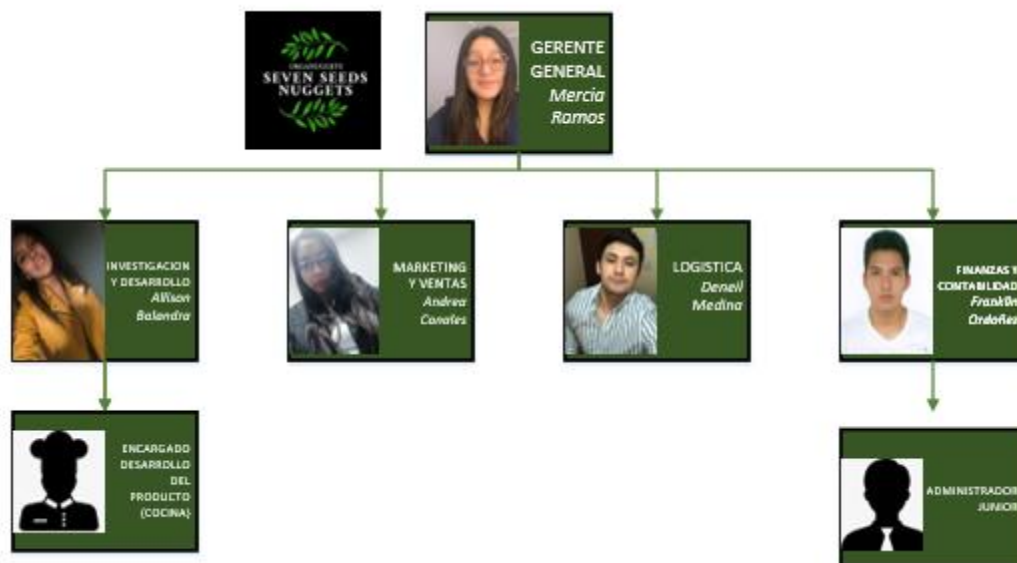 ORGANUGGETS
SEVEN SEEDS
NUGGETS
GERENTE
GENERAL
Mercia
Ramos
INVESTIGACION
Y DESARROLLO
Allison
Balandra
MARKETING
Y VENTAS
Andrea
Canales
LOGISTICA
Deneil
Medina
FINANZAS Y
CONTABILIDAD
Ordoñez
ENCARGADO
DESARROLLO
DEL
PRODUCTO
(COCINA)
ADMINISTRADOR
JUNIOR